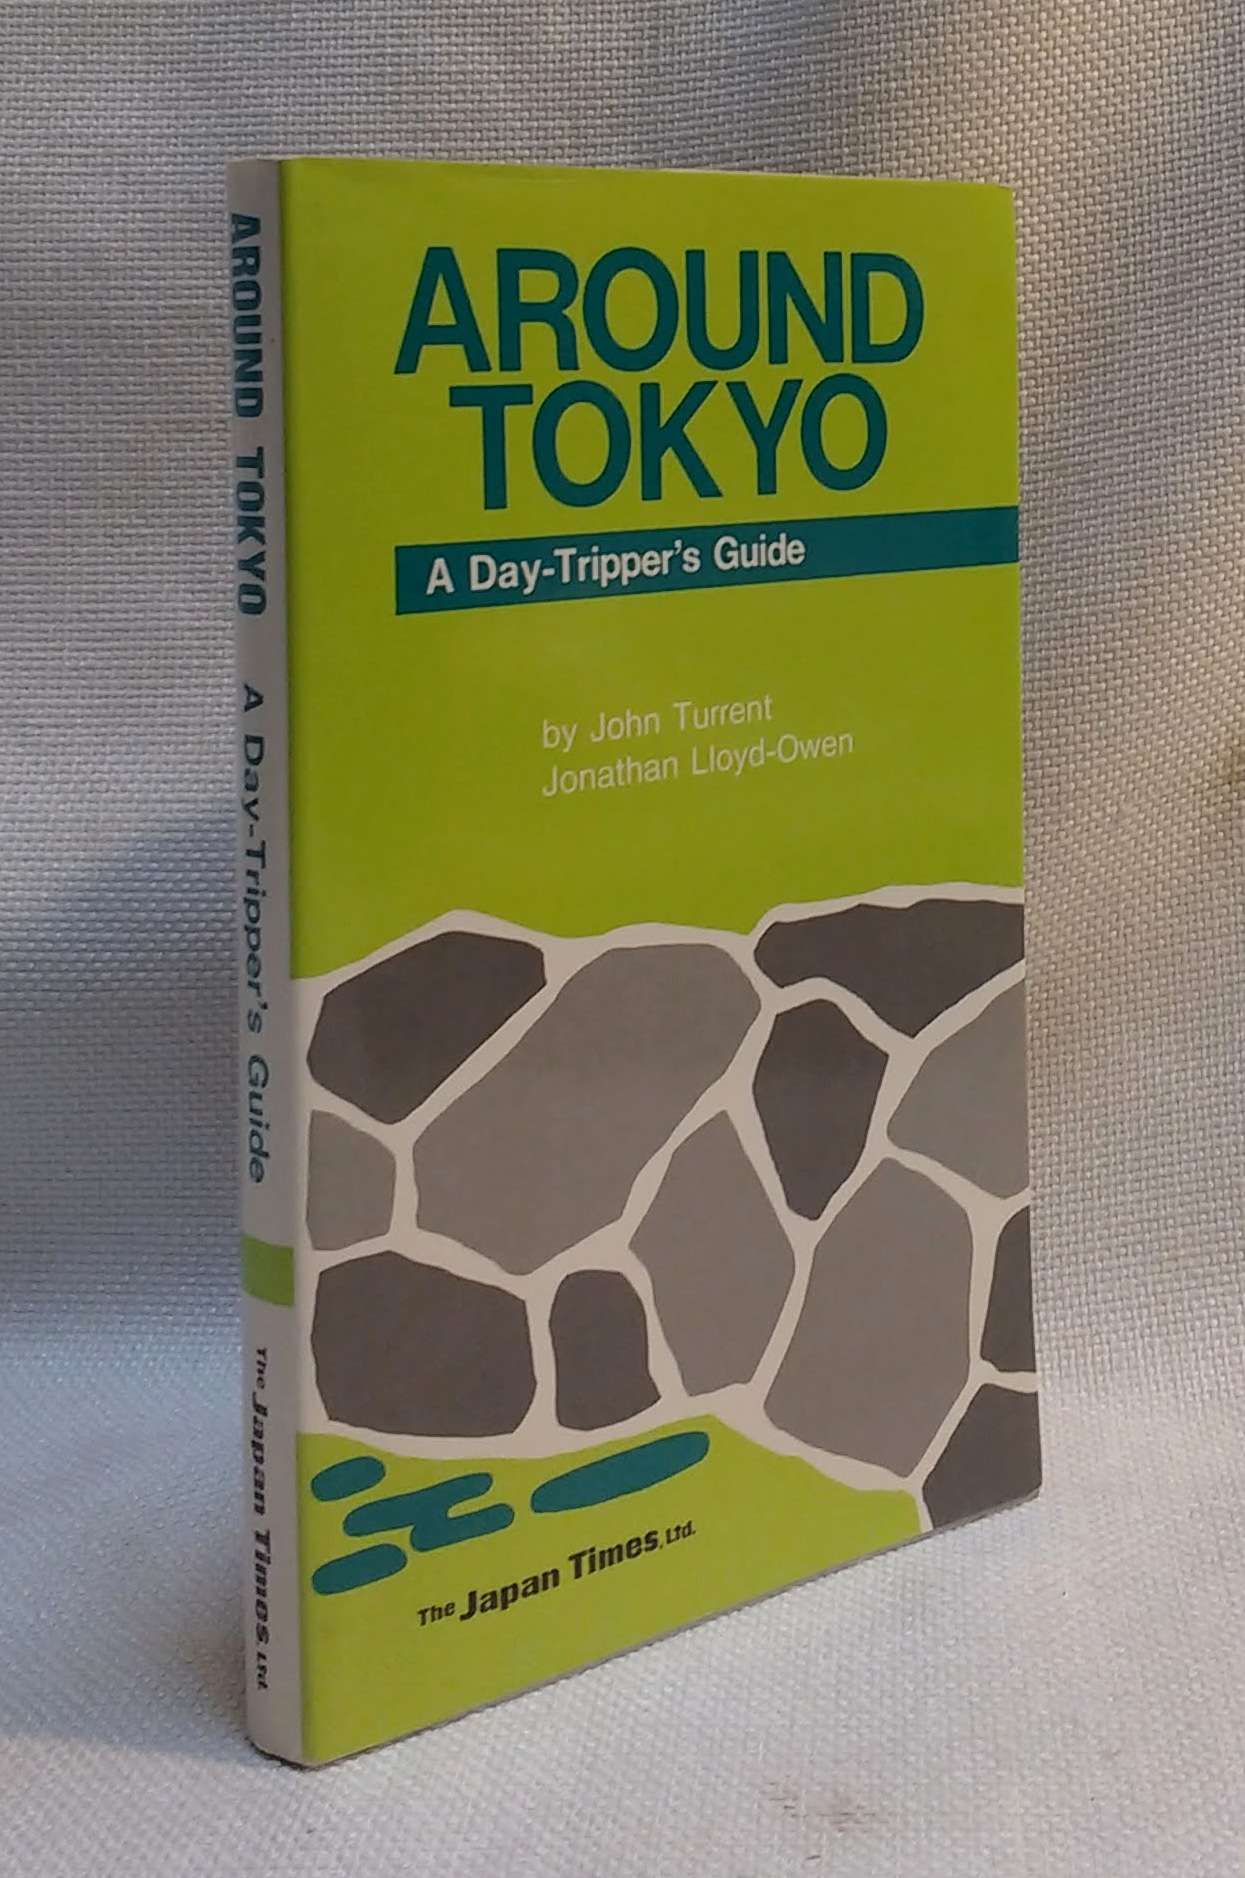 AROUND TOKYO A Day-Tripper's Guide
The Japan Times, Ltd.
AROUND
TOKYO
A Day-Tripper's Guide
by John Turrent
Jonathan Lloyd-Owen
The Japan Times, Ltd.